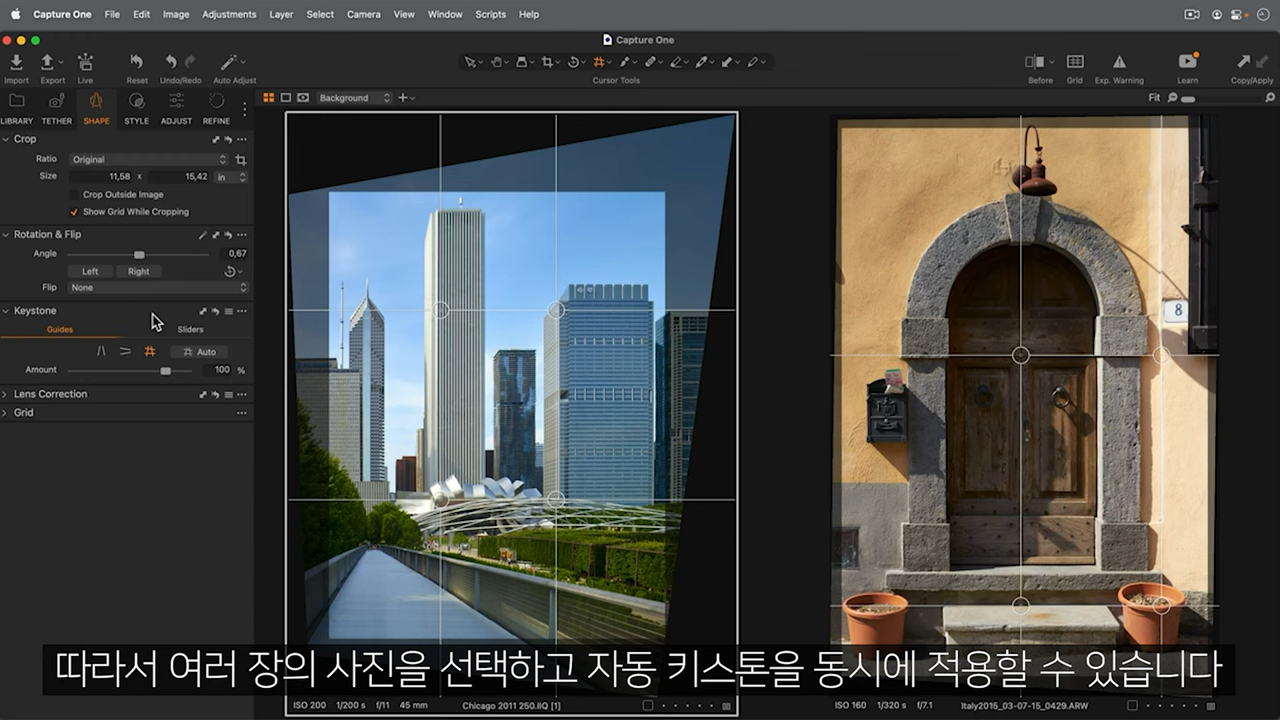 Capture One File Edit Image Adjustments Layer Select Camera View Window Scripts Help
Capture One
Import Export Live Reset Undo/Redo Auto Adjust Cursor Tools Before Grid Exp. Warning Learn Copy/Apply
LIBRARY TETHER SHAPE STYLE ADJUST REFINE
Background
Fit
Crop
Ratio Original
Size 11,58 x 15,42 in
Crop Outside Image
Show Grid While Cropping
Rotation & Flip
Angle 0,67
Left Right
Flip None
Keystone
Guides Sliders
Auto
Amount 100 %
Lens Correction
Grid
8
따라서 여러 장의 사진을 선택하고 자동 키스톤을 동시에 적용할 수 있습니다
ISO 200 1/200 s f/11 45 mm Chicago 2011 250.IIQ [1]
ISO 160 1/320 s f/7.1 Italy2015_03-07-15_0429.ARW